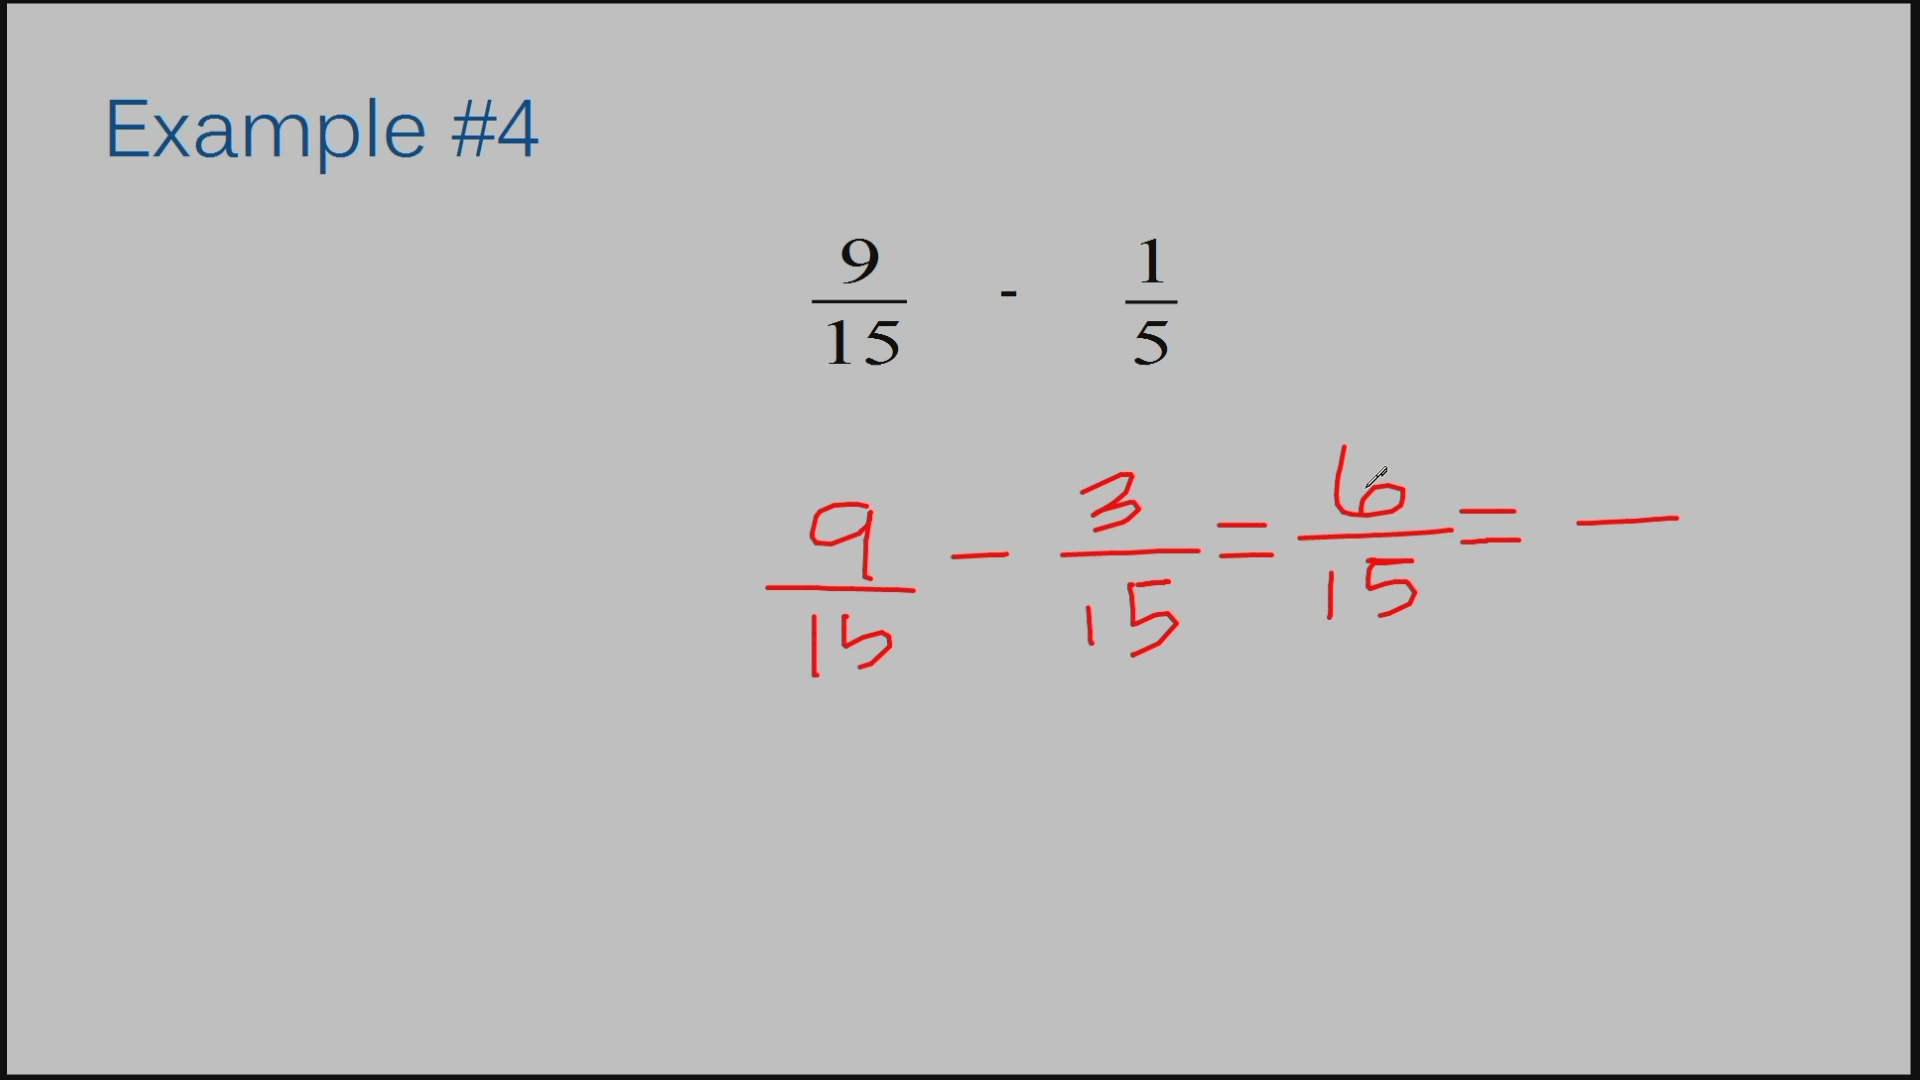 Example #4
9/15 - 1/5
9/15 - 3/15 = 6/15 = —